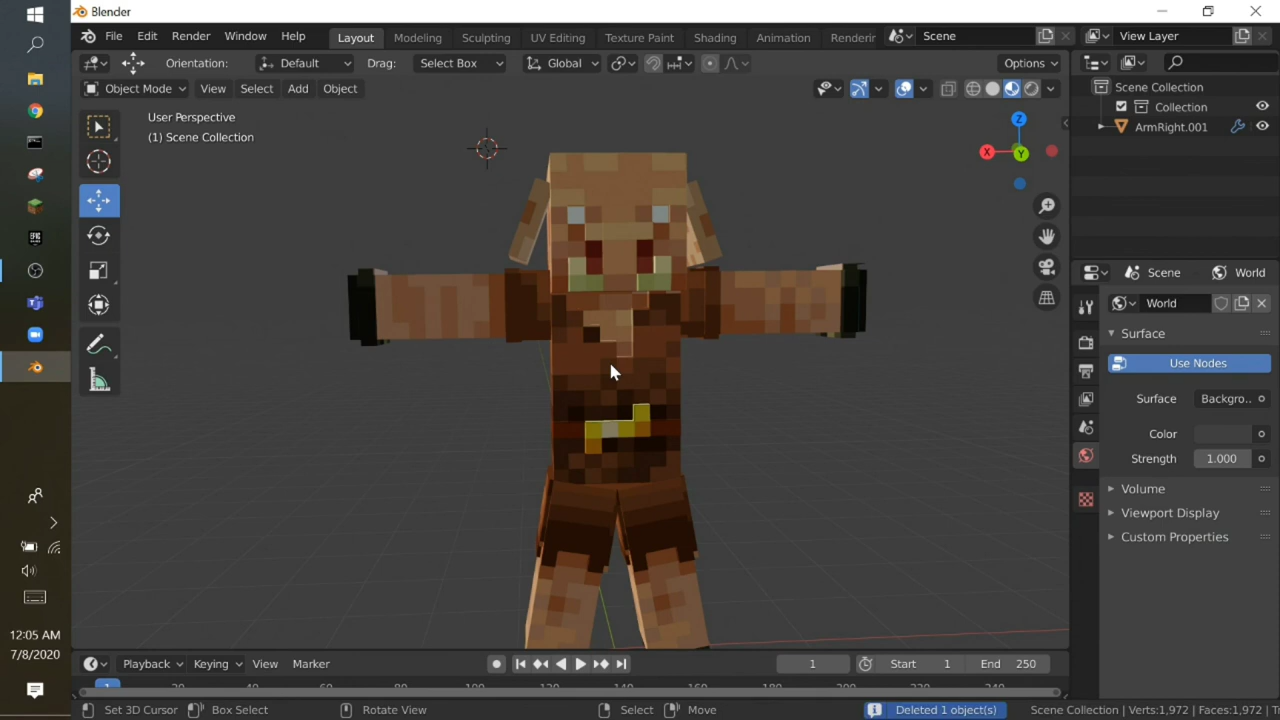 Blender
File Edit Render Window Help Layout Modeling Sculpting UV Editing Texture Paint Shading Animation Scene View Layer
Orientation: Default Drag: Select Box Global Options
Object Mode View Select Add Object
User Perspective
(1) Scene Collection
Z
X
Y
Scene Collection
Collection
ArmRight.001
Scene World
World
Surface
Use Nodes
Surface Backgro..
Color
Strength 1.000
Volume
Viewport Display
Custom Properties
12:05 AM
7/8/2020
Playback Keying View Marker 1 Start 1 End 250
1
Set 3D Cursor Box Select Rotate View Select Move Deleted 1 object(s) Scene Collection | Verts:1,972 | Faces:1,972 |